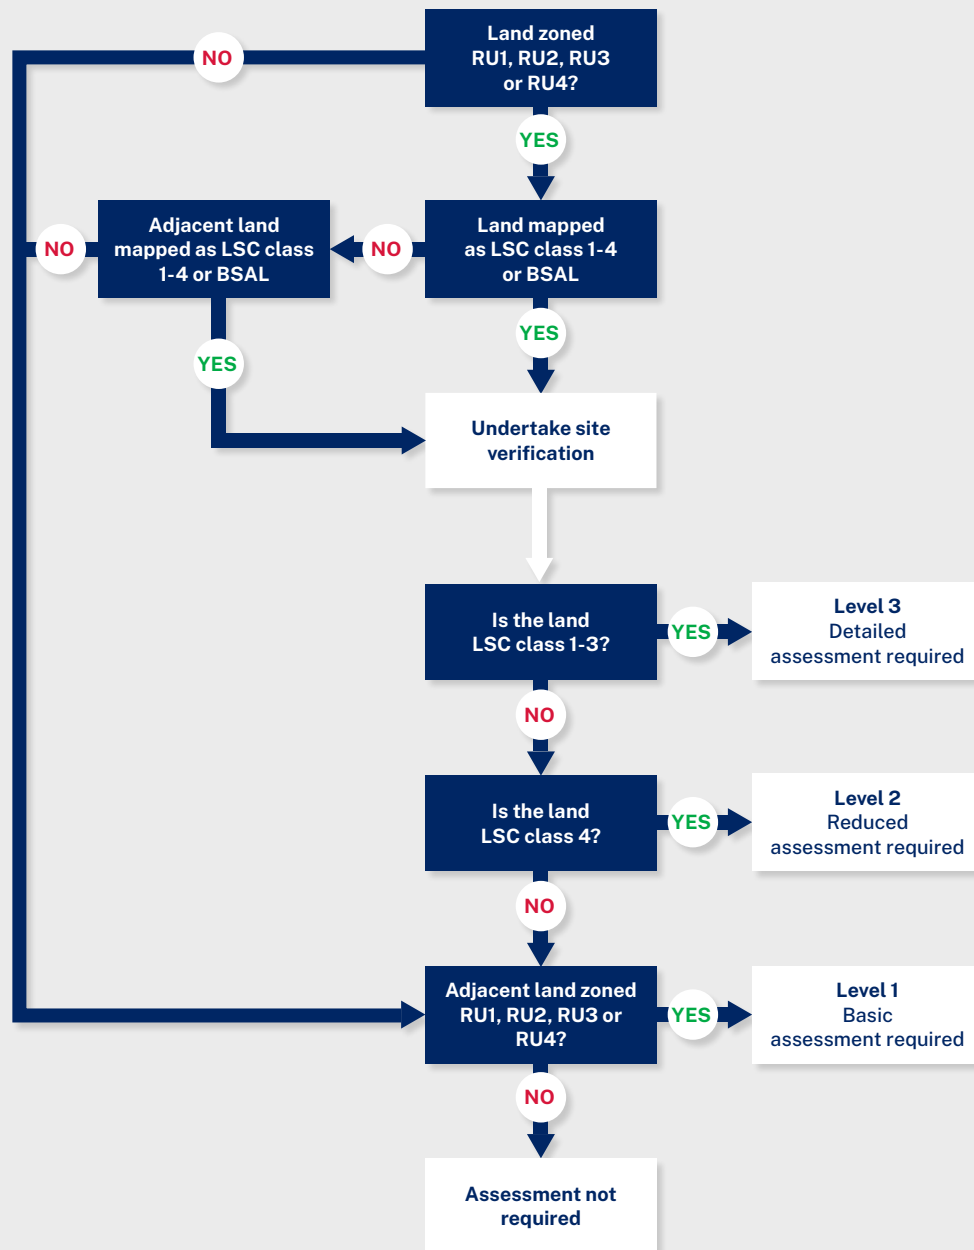 Land zoned
RU1, RU2, RU3
or RU4?
NO
YES
Adjacent land
mapped as LSC class
1-4 or BSAL
Land mapped
as LSC class 1-4
or BSAL
NO
NO
YES
YES
Undertake site
verification
Is the land
LSC class 1-3?
YES
Level 3
Detailed
assessment required
NO
Is the land
LSC class 4?
YES
Level 2
Reduced
assessment required
NO
Adjacent land zoned
RU1, RU2, RU3 or
RU4?
YES
Level 1
Basic
assessment required
NO
Assessment not
required